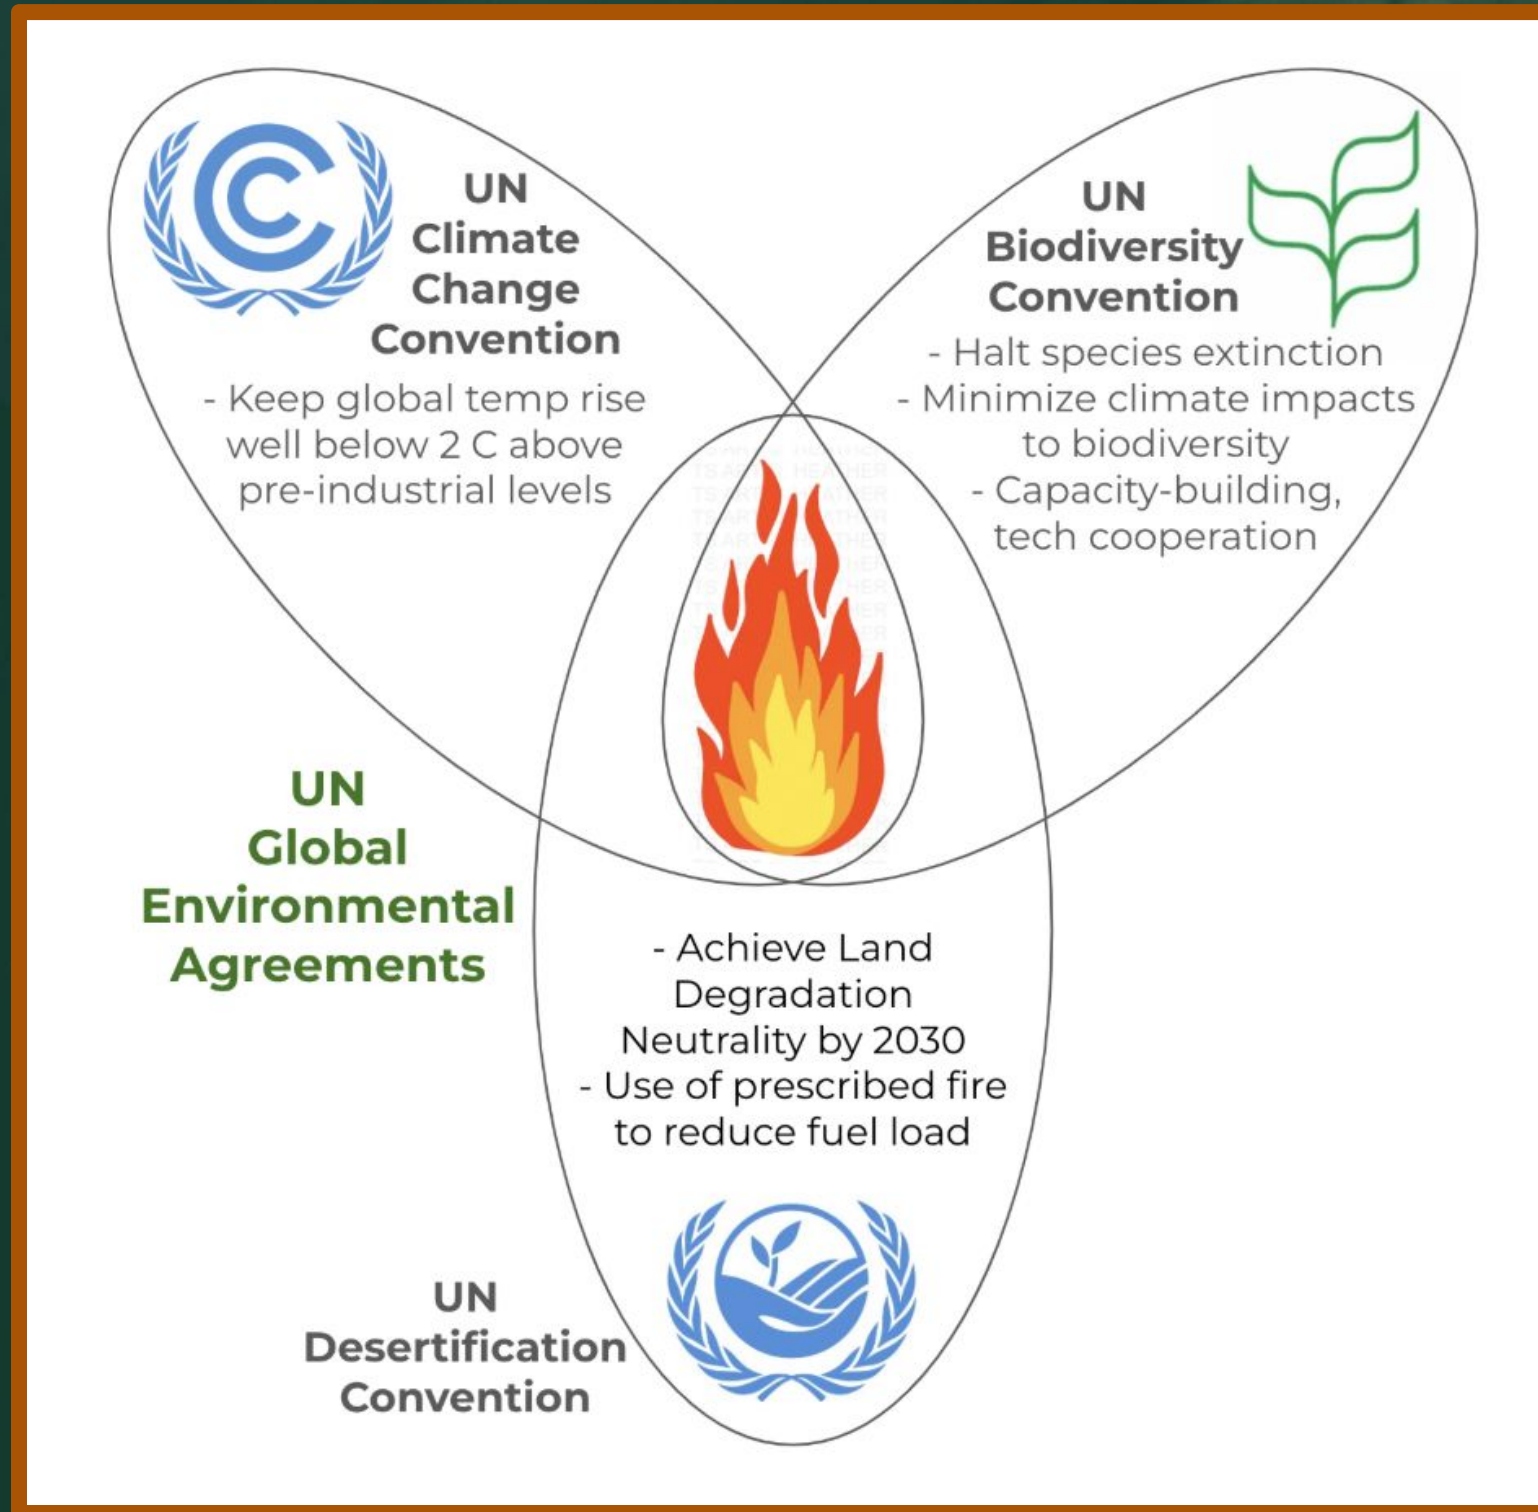 UN
Climate
Change
Convention
- Keep global temp rise
well below 2 C above
pre-industrial levels
UN
Biodiversity
Convention
- Halt species extinction
- Minimize climate impacts
to biodiversity
- Capacity-building,
tech cooperation
UN
Global
Environmental
Agreements
- Achieve Land
Degradation
Neutrality by 2030
- Use of prescribed fire
to reduce fuel load
UN
Desertification
Convention